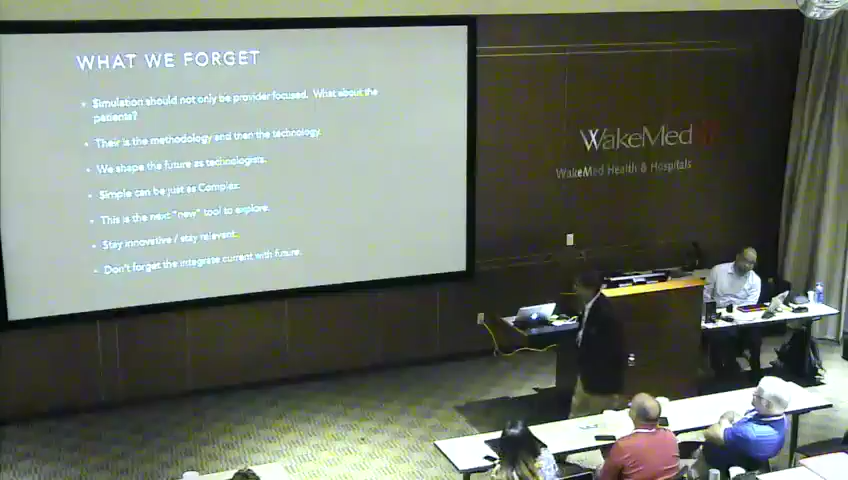 WHAT WE FORGET
Simulation should not only be provider focused. What about the
patients?
Their is the methodology and then the technology.
We shape the future as technologists.
Simple can be just as Complex.
This is the next "new" tool to explore.
Stay innovative / stay relevant.
Don't forget the integrate current with future.
WakeMed
WakeMed Health & Hospitals